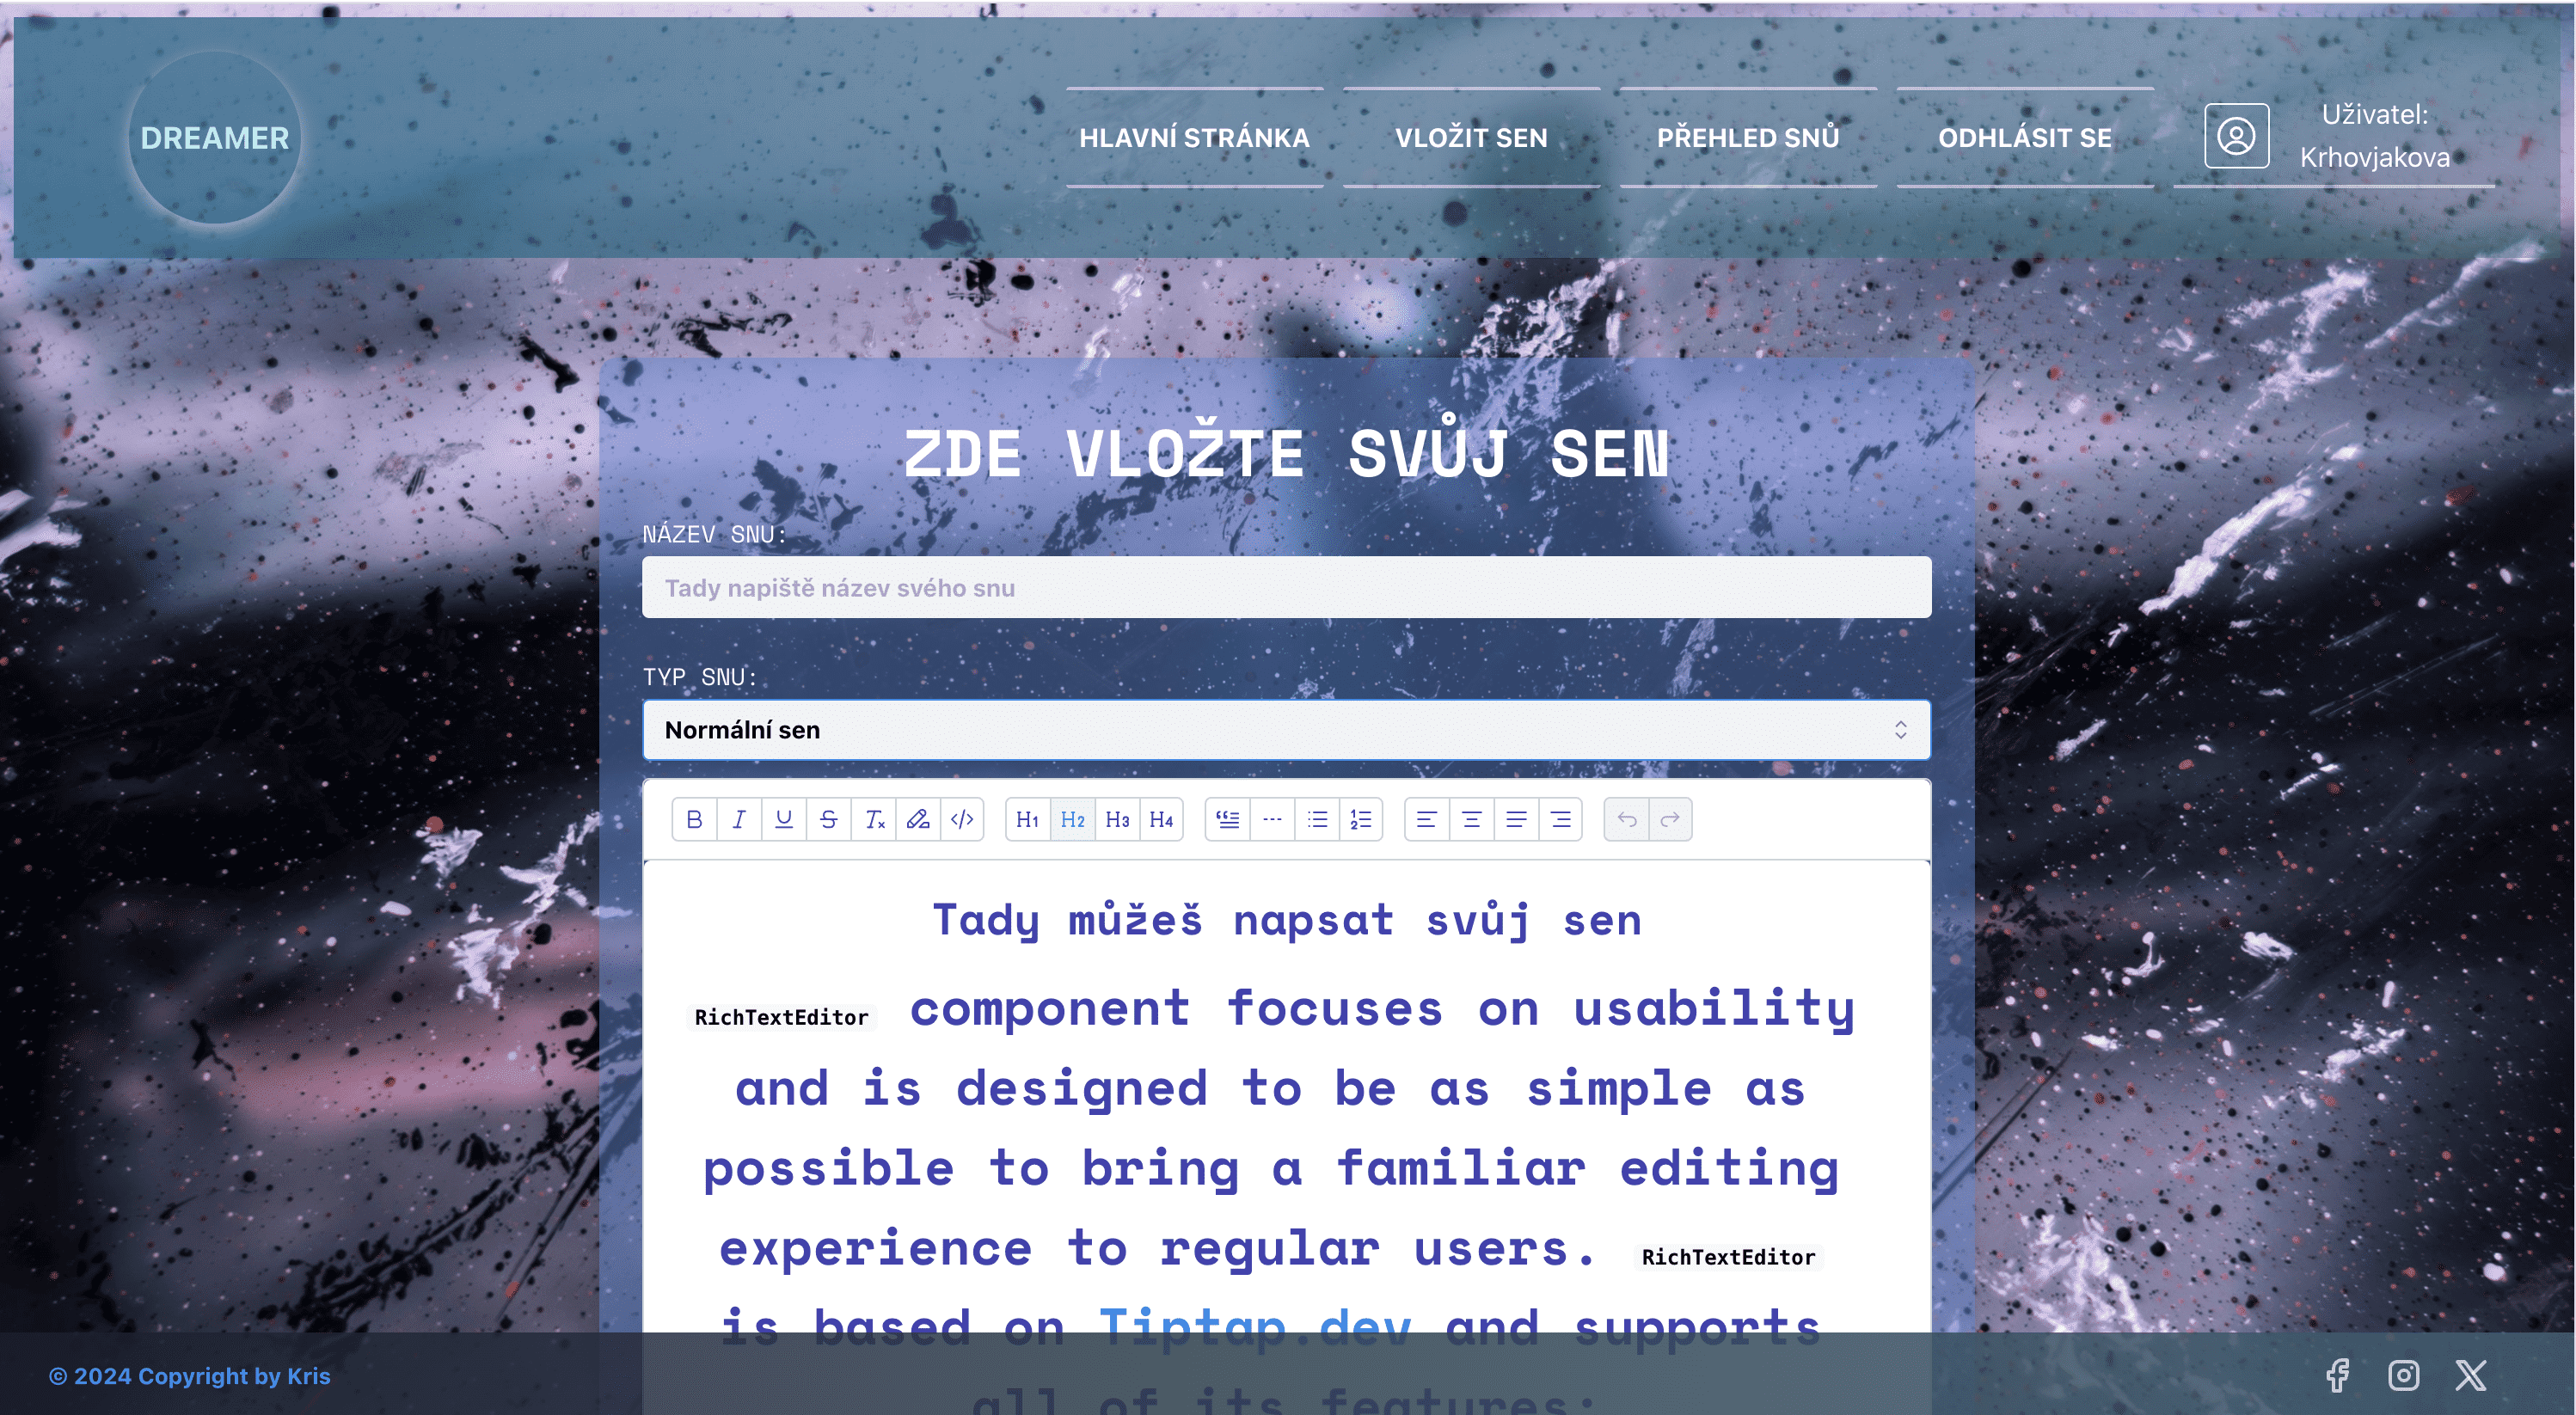 DREAMER
HLAVNÍ STRÁNKA
VLOŽIT SEN
PŘEHLED SNŮ
ODHLÁSIT SE
Uživatel:
Krhovjakova
ZDE VLOŽTE SVŮJ SEN
NÁZEV SNU:
Tady napiště název svého snu
TYP SNU:
Normální sen
H1 H2 H3 H4
Tady můžeš napsat svůj sen
RichTextEditor component focuses on usability
and is designed to be as simple as
possible to bring a familiar editing
experience to regular users. RichTextEditor
is based on Tiptap.dev and supports
all of its features:
© 2024 Copyright by Kris